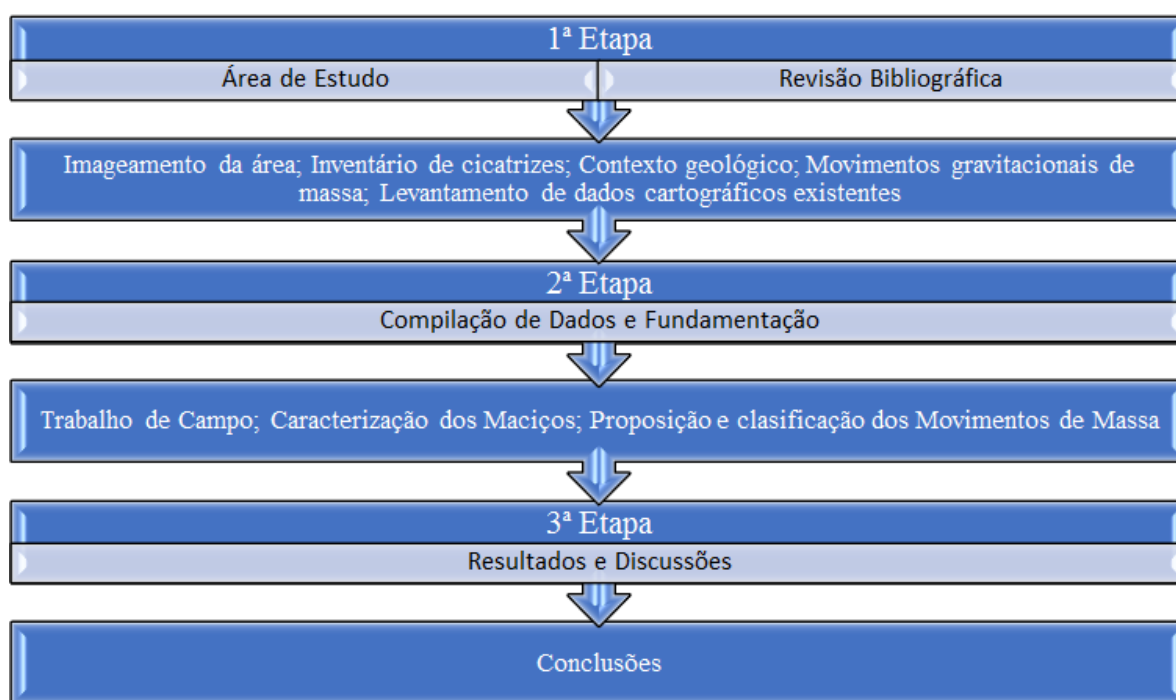 1ª Etapa
Área de Estudo
Revisão Bibliográfica
Imageamento da área; Inventário de cicatrizes; Contexto geológico; Movimentos gravitacionais de
massa; Levantamento de dados cartográficos existentes
2ª Etapa
Compilação de Dados e Fundamentação
Trabalho de Campo; Caracterização dos Maciços; Proposição e clasificação dos Movimentos de Massa
3ª Etapa
Resultados e Discussões
Conclusões